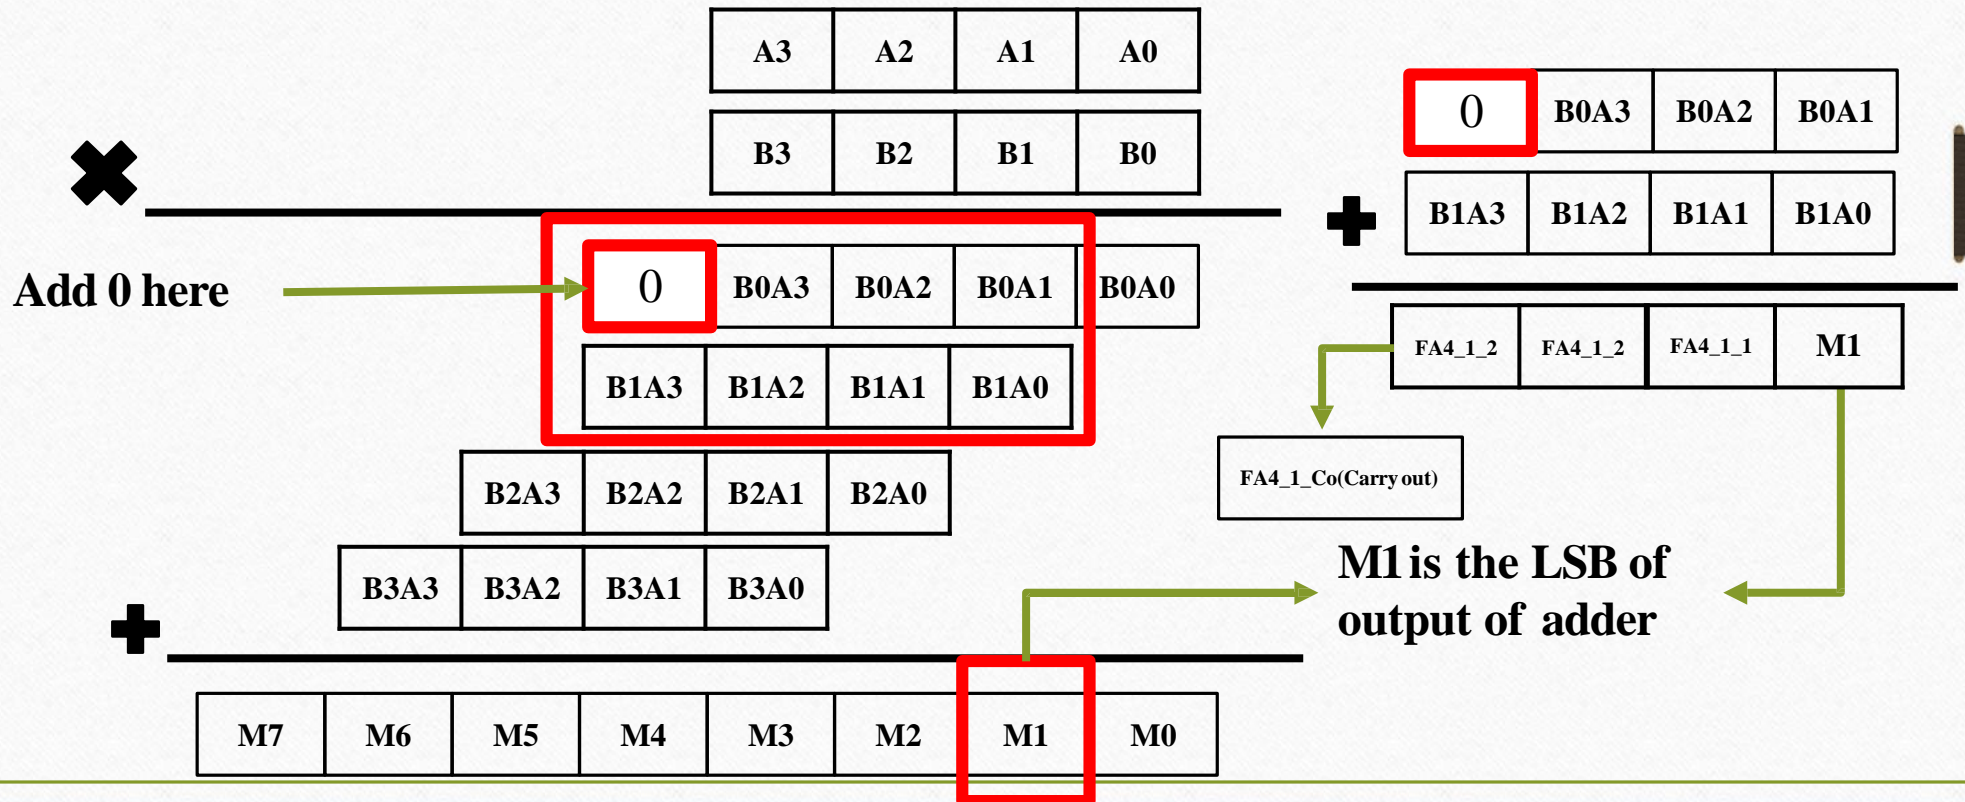 A3 A2 A1 A0
B3 B2 B1 B0
Add 0 here
0 B0A3 B0A2 B0A1 B0A0
B1A3 B1A2 B1A1 B1A0
B2A3 B2A2 B2A1 B2A0
B3A3 B3A2 B3A1 B3A0
M7 M6 M5 M4 M3 M2 M1 M0
0 B0A3 B0A2 B0A1
B1A3 B1A2 B1A1 B1A0
FA4_1_2 FA4_1_2 FA4_1_1 M1
FA4_1_Co(Carry out)
M1 is the LSB of
output of adder